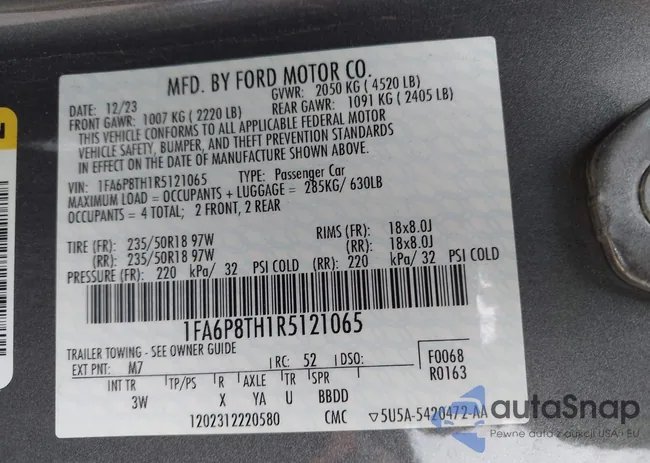 MFD. BY FORD MOTOR CO.
DATE: 12/23 GVWR: 2050 KG ( 4520 LB)
FRONT GAWR: 1007 KG ( 2220 LB) REAR GAWR: 1091 KG ( 2405 LB)
THIS VEHICLE CONFORMS TO ALL APPLICABLE FEDERAL MOTOR
VEHICLE SAFETY, BUMPER, AND THEFT PREVENTION STANDARDS
IN EFFECT ON THE DATE OF MANUFACTURE SHOWN ABOVE.
VIN: 1FA6P8TH1R5121065 TYPE: Passenger Car
MAXIMUM LOAD = OCCUPANTS + LUGGAGE = 285KG/ 630LB
OCCUPANTS = 4 TOTAL; 2 FRONT, 2 REAR
TIRE (FR): 235/50R18 97W RIMS (FR): 18x8.0J
(RR): 235/50R18 97W (RR): 18x8.0J
PRESSURE (FR): 220 kPa/ 32 PSI COLD (RR): 220 kPa/ 32 PSI COLD
1FA6P8TH1R5121065
TRAILER TOWING - SEE OWNER GUIDE
EXT PNT: M7 RC: 52 DSO: F0068
R0163
INT TR TP/PS R AXLE TR SPR
3W X YA U BBDD
1202312220580 CMC 5U5A-5420472-AA
N
autoSnap
Pewne auta z aukcji USA i EU